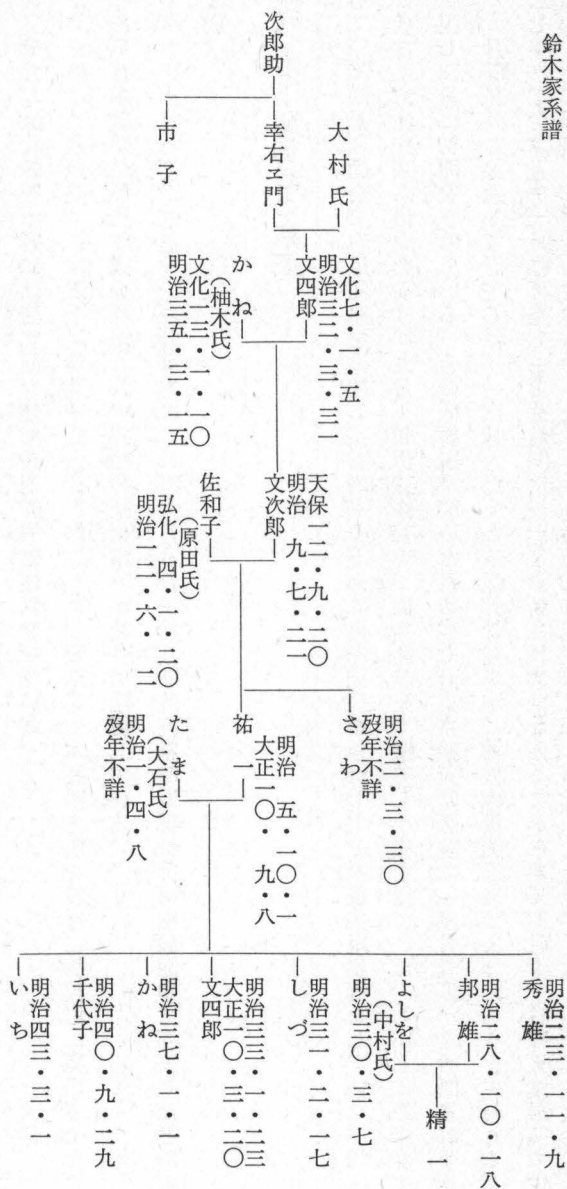 鈴木家系譜
次郎助
大村氏
幸右ヱ門
市子
文化七・一・五
明治三二・三・三一
文四郎
かね
(柚木氏)
文化一三・一・一〇
明治三五・三・一五
天保一二・九・二〇
明治 九・七・二一
文次郎
佐和子
(原田氏)
弘化 四・一・二〇
明治一二・六・二
明治二・三・三〇
歿年不詳
さわ
明治 五・一〇・一
大正一〇・ 九・八
祐一
たま
(大石氏)
明治一・四・八
歿年不詳
明治二三・一一・九
秀雄
明治二八・一〇・一八
邦雄
よしを
(中村氏)
明治三〇・三・七
明治三一・二・一七
しづ
明治三三・一・二三
大正一〇・三・二〇
文四郎
明治三七・一・一
かね
明治四〇・九・二九
千代子
明治四三・三・一
いち
精一